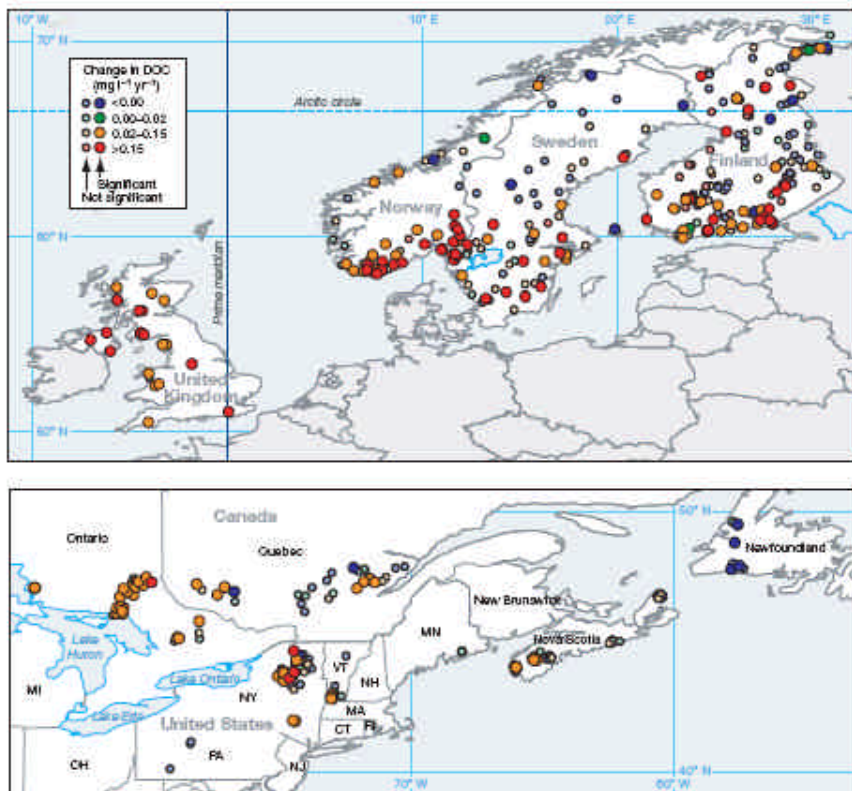 10° W
10° E
20° E
30° E
70° N
Change in DOC
(mg l⁻¹ yr⁻¹)
<0.00
0.00–0.02
0.02–0.15
>0.15
Significant
Not significant
Arctic circle
Sweden
Finland
Norway
60° N
Prime meridian
United
Kingdom
50° N
Canada
Ontario
Quebec
50° N
Newfoundland
New Brunswick
MN
Nova Scotia
Lake
Huron
VT
Lake Ontario
NH
MI
NY
MA
Lake Erie
CT
RI
United States
PA
OH
NJ
70° W
60° W
40° N